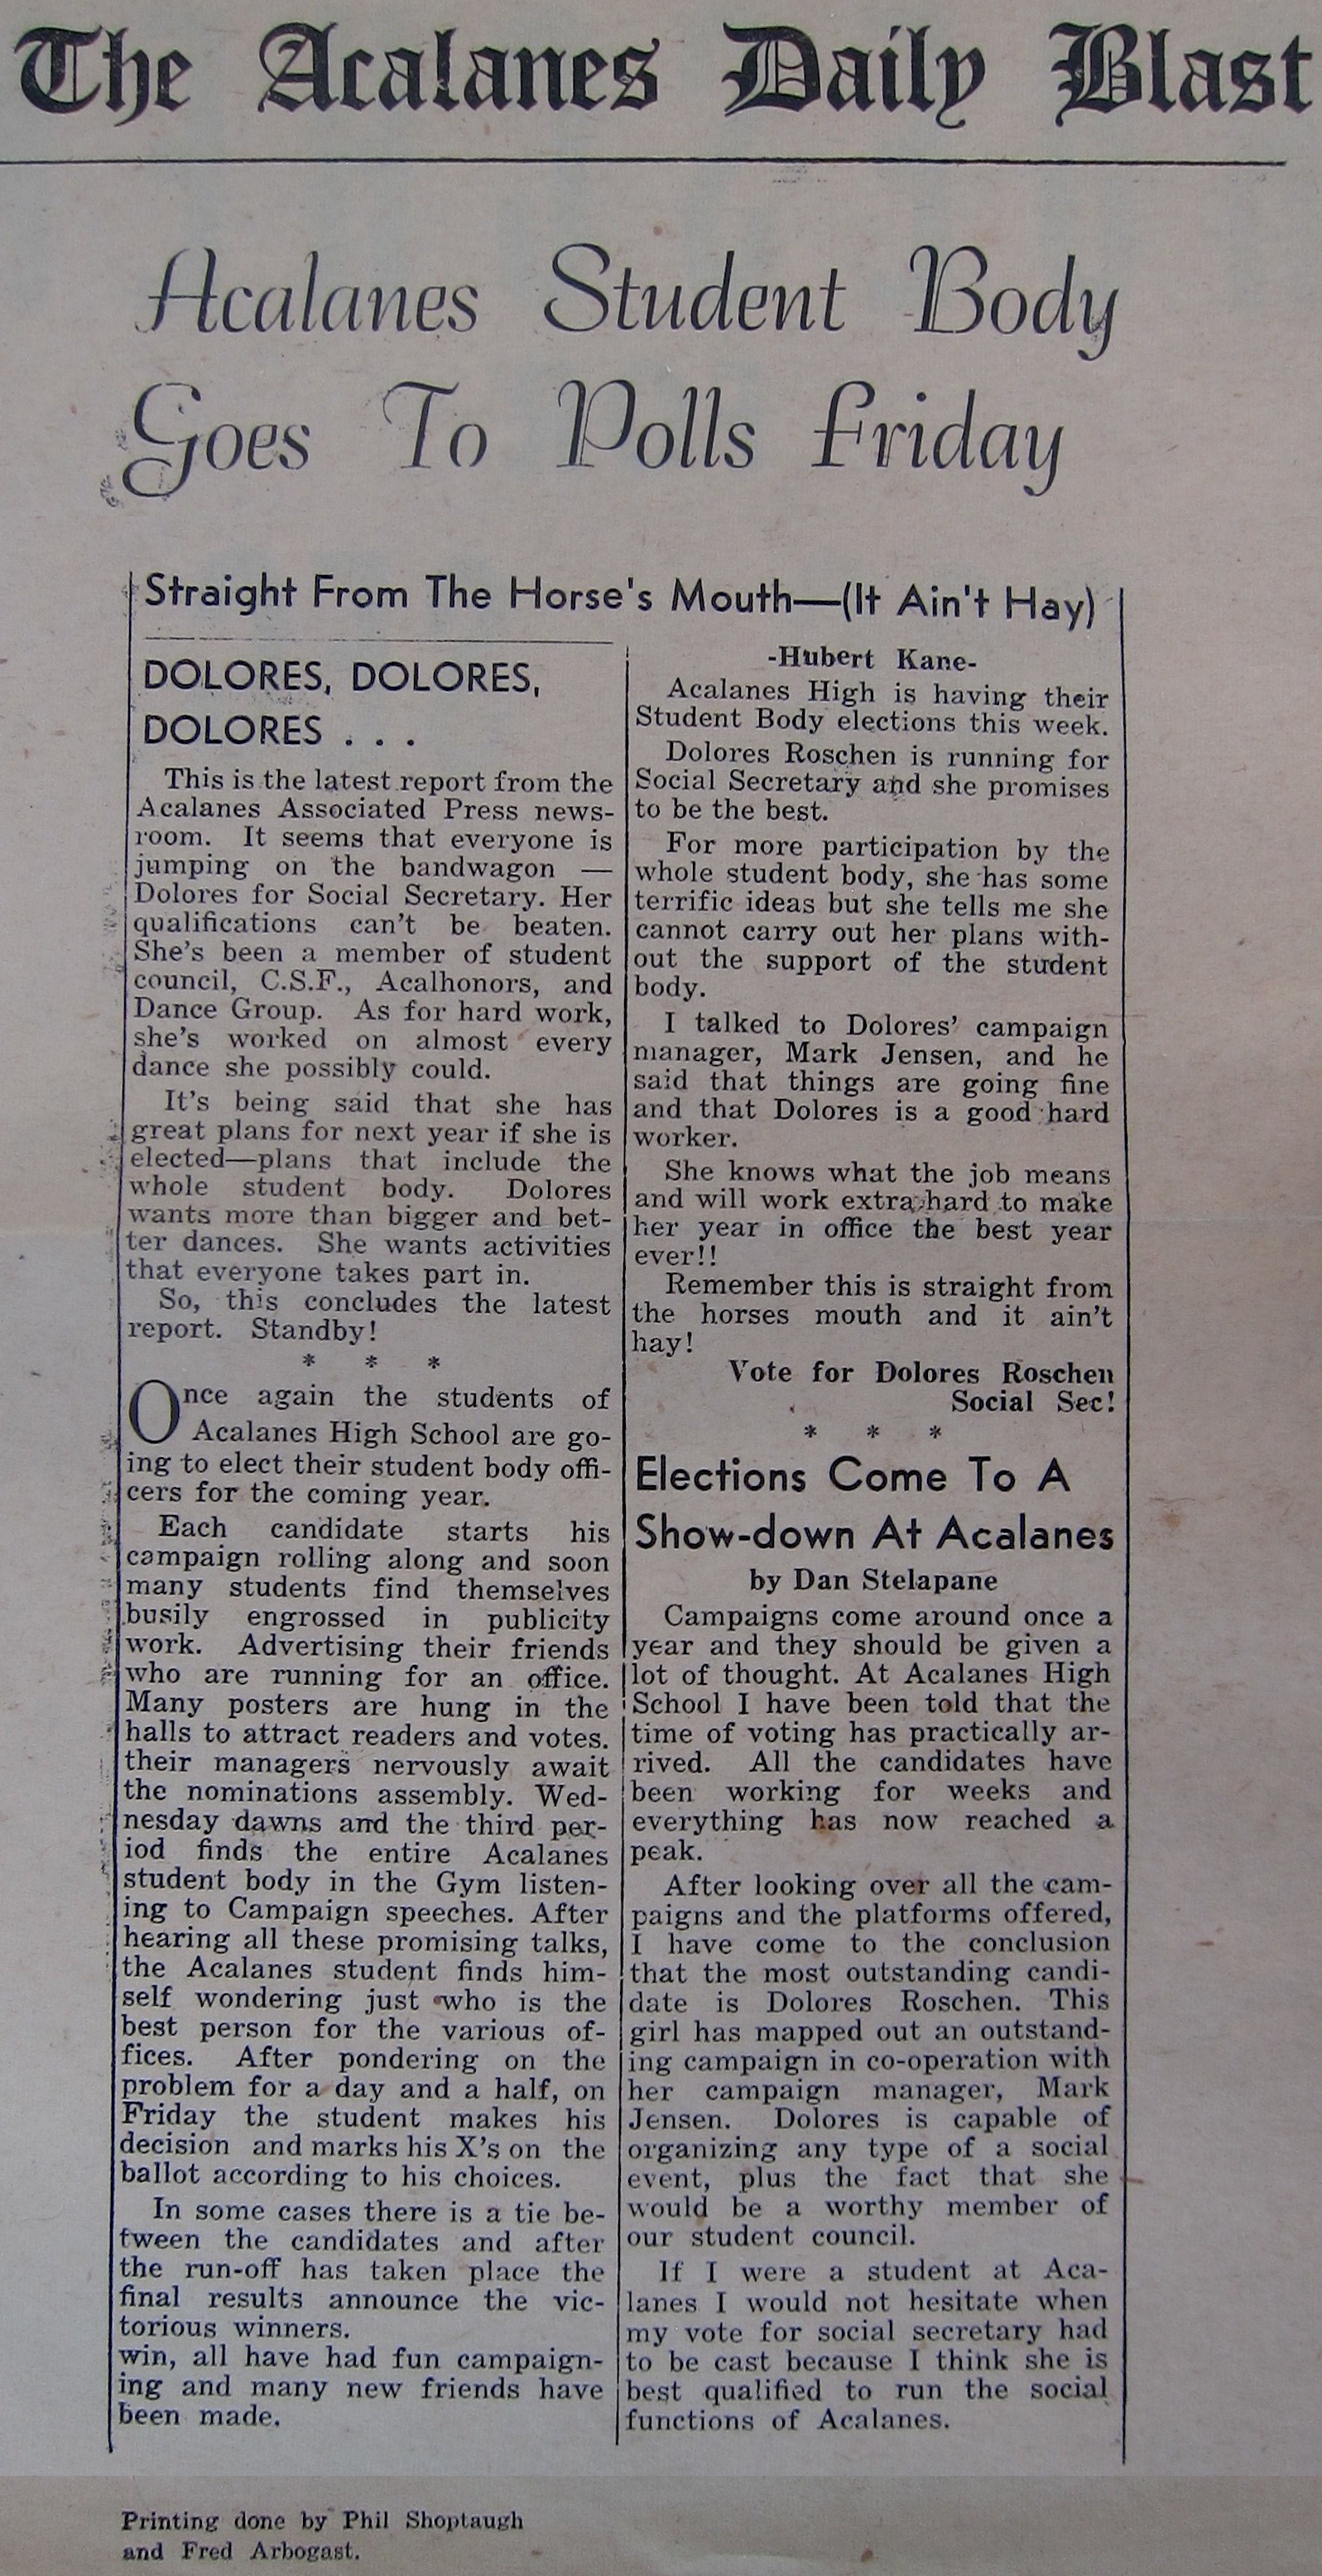 The Acalanes Daily Blast
Acalanes Student Body
Goes To Polls Friday
Straight From The Horse's Mouth—(It Ain't Hay)
DOLORES, DOLORES,
DOLORES . . .
This is the latest report from the
Acalanes Associated Press news-
room. It seems that everyone is
jumping on the bandwagon —
Dolores for Social Secretary. Her
qualifications can't be beaten.
She's been a member of student
council, C.S.F., Acalhonors, and
Dance Group. As for hard work,
she's worked on almost every
dance she possibly could.
It's being said that she has
great plans for next year if she is
elected—plans that include the
whole student body. Dolores
wants more than bigger and bet-
ter dances. She wants activities
that everyone takes part in.
So, this concludes the latest
report. Standby!
* * *
Once again the students of
Acalanes High School are go-
ing to elect their student body offi-
cers for the coming year.
Each candidate starts his
campaign rolling along and soon
many students find themselves
busily engrossed in publicity
work. Advertising their friends
who are running for an office.
Many posters are hung in the
halls to attract readers and votes.
their managers nervously await
the nominations assembly. Wed-
nesday dawns and the third per-
iod finds the entire Acalanes
student body in the Gym listen-
ing to Campaign speeches. After
hearing all these promising talks,
the Acalanes student finds him-
self wondering just who is the
best person for the various of-
fices. After pondering on the
problem for a day and a half, on
Friday the student makes his
decision and marks his X's on the
ballot according to his choices.
In some cases there is a tie be-
tween the candidates and after
the run-off has taken place the
final results announce the vic-
torious winners.
win, all have had fun campaign-
ing and many new friends have
been made.
-Hubert Kane-
Acalanes High is having their
Student Body elections this week.
Dolores Roschen is running for
Social Secretary and she promises
to be the best.
For more participation by the
whole student body, she has some
terrific ideas but she tells me she
cannot carry out her plans with-
out the support of the student
body.
I talked to Dolores' campaign
manager, Mark Jensen, and he
said that things are going fine
and that Dolores is a good hard
worker.
She knows what the job means
and will work extra hard to make
her year in office the best year
ever!!
Remember this is straight from
the horses mouth and it ain't
hay!
Vote for Dolores Roschen
Social Sec!
* * *
Elections Come To A
Show-down At Acalanes
by Dan Stelapane
Campaigns come around once a
year and they should be given a
lot of thought. At Acalanes High
School I have been told that the
time of voting has practically ar-
rived. All the candidates have
been working for weeks and
everything has now reached a
peak.
After looking over all the cam-
paigns and the platforms offered,
I have come to the conclusion
that the most outstanding candi-
date is Dolores Roschen. This
girl has mapped out an outstand-
ing campaign in co-operation with
her campaign manager, Mark
Jensen. Dolores is capable of
organizing any type of a social
event, plus the fact that she
would be a worthy member of
our student council.
If I were a student at Aca-
lanes I would not hesitate when
my vote for social secretary had
to be cast because I think she is
best qualified to run the social
functions of Acalanes.
Printing done by Phil Shoptaugh
and Fred Arbogast.